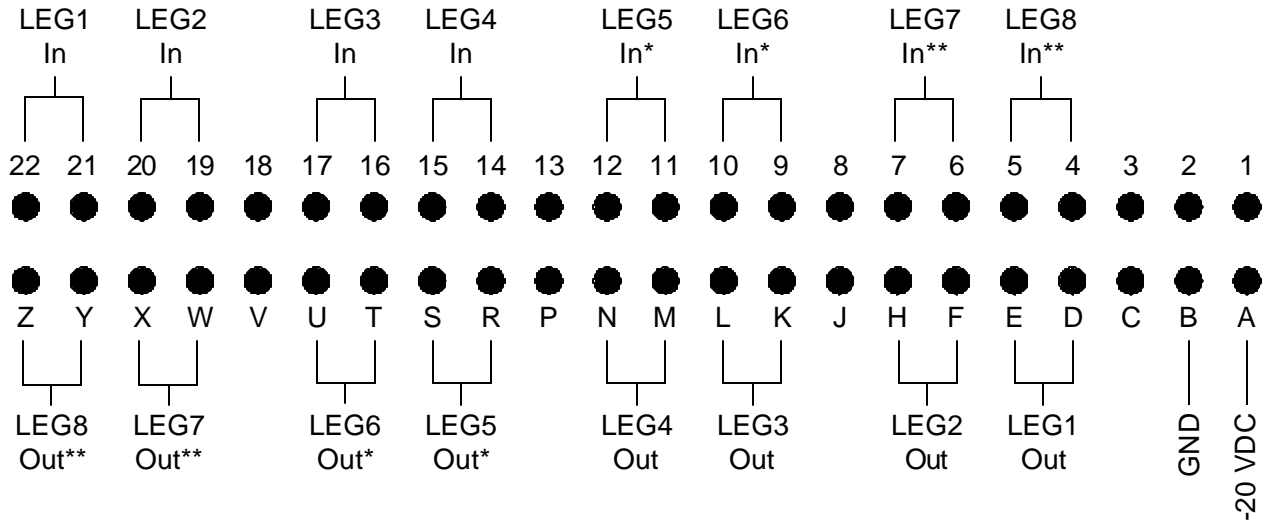 LEG1 LEG2 LEG3 LEG4 LEG5 LEG6 LEG7 LEG8
In In In In In* In* In** In**
22 21 20 19 18 17 16 15 14 13 12 11 10 9 8 7 6 5 4 3 2 1
Z Y X W V U T S R P N M L K J H F E D C B A
LEG8 LEG7 LEG6 LEG5 LEG4 LEG3 LEG2 LEG1
Out** Out** Out* Out* Out Out Out Out
GND
-20 VDC